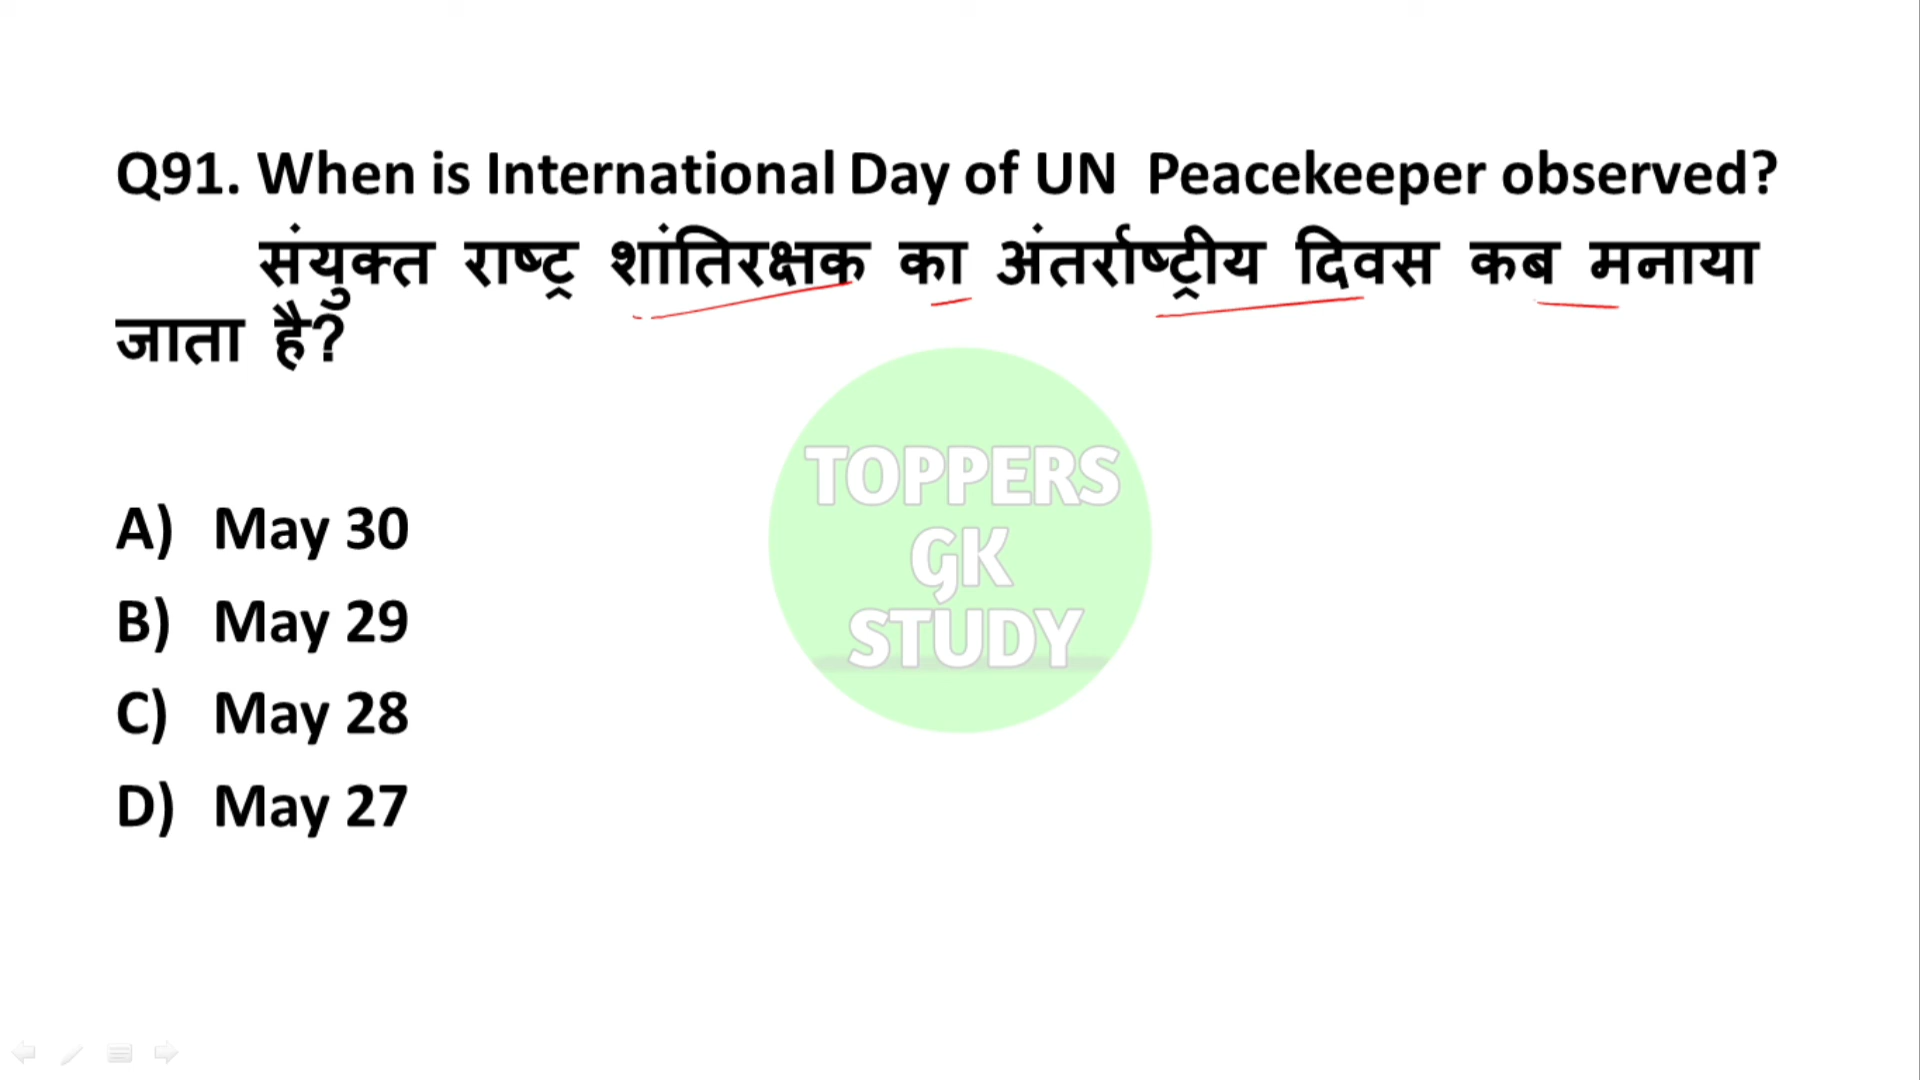 Q91. When is International Day of UN Peacekeeper observed?
संयुक्त राष्ट्र शांतिरक्षक का अंतर्राष्ट्रीय दिवस कब मनाया
जाता है?
TOPPERS
GK
STUDY
A) May 30
B) May 29
C) May 28
D) May 27